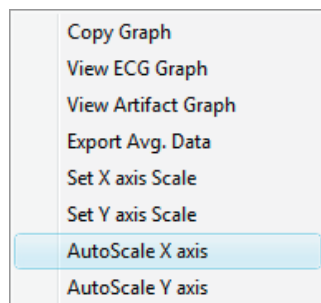 Copy Graph
View ECG Graph
View Artifact Graph
Export Avg. Data
Set X axis Scale
Set Y axis Scale
AutoScale X axis
AutoScale Y axis